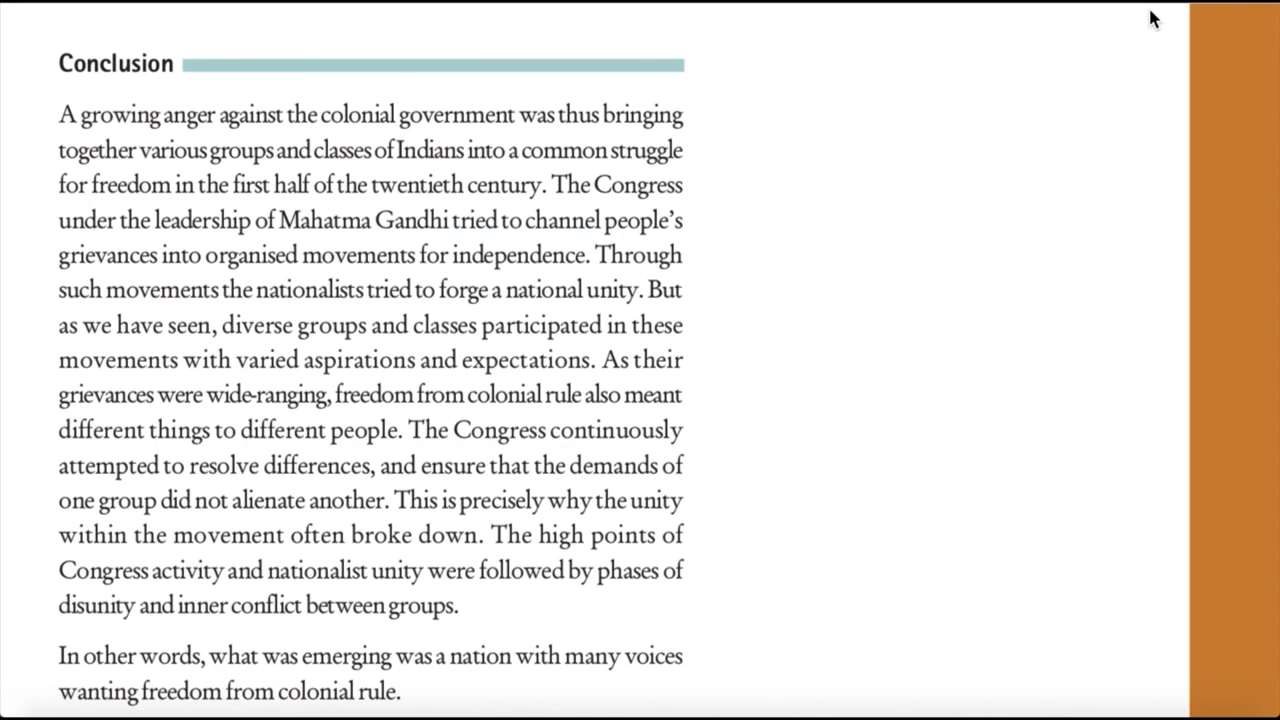 Conclusion
A growing anger against the colonial government was thus bringing
together various groups and classes of Indians into a common struggle
for freedom in the first half of the twentieth century. The Congress
under the leadership of Mahatma Gandhi tried to channel people’s
grievances into organised movements for independence. Through
such movements the nationalists tried to forge a national unity. But
as we have seen, diverse groups and classes participated in these
movements with varied aspirations and expectations. As their
grievances were wide-ranging, freedom from colonial rule also meant
different things to different people. The Congress continuously
attempted to resolve differences, and ensure that the demands of
one group did not alienate another. This is precisely why the unity
within the movement often broke down. The high points of
Congress activity and nationalist unity were followed by phases of
disunity and inner conflict between groups.
In other words, what was emerging was a nation with many voices
wanting freedom from colonial rule.